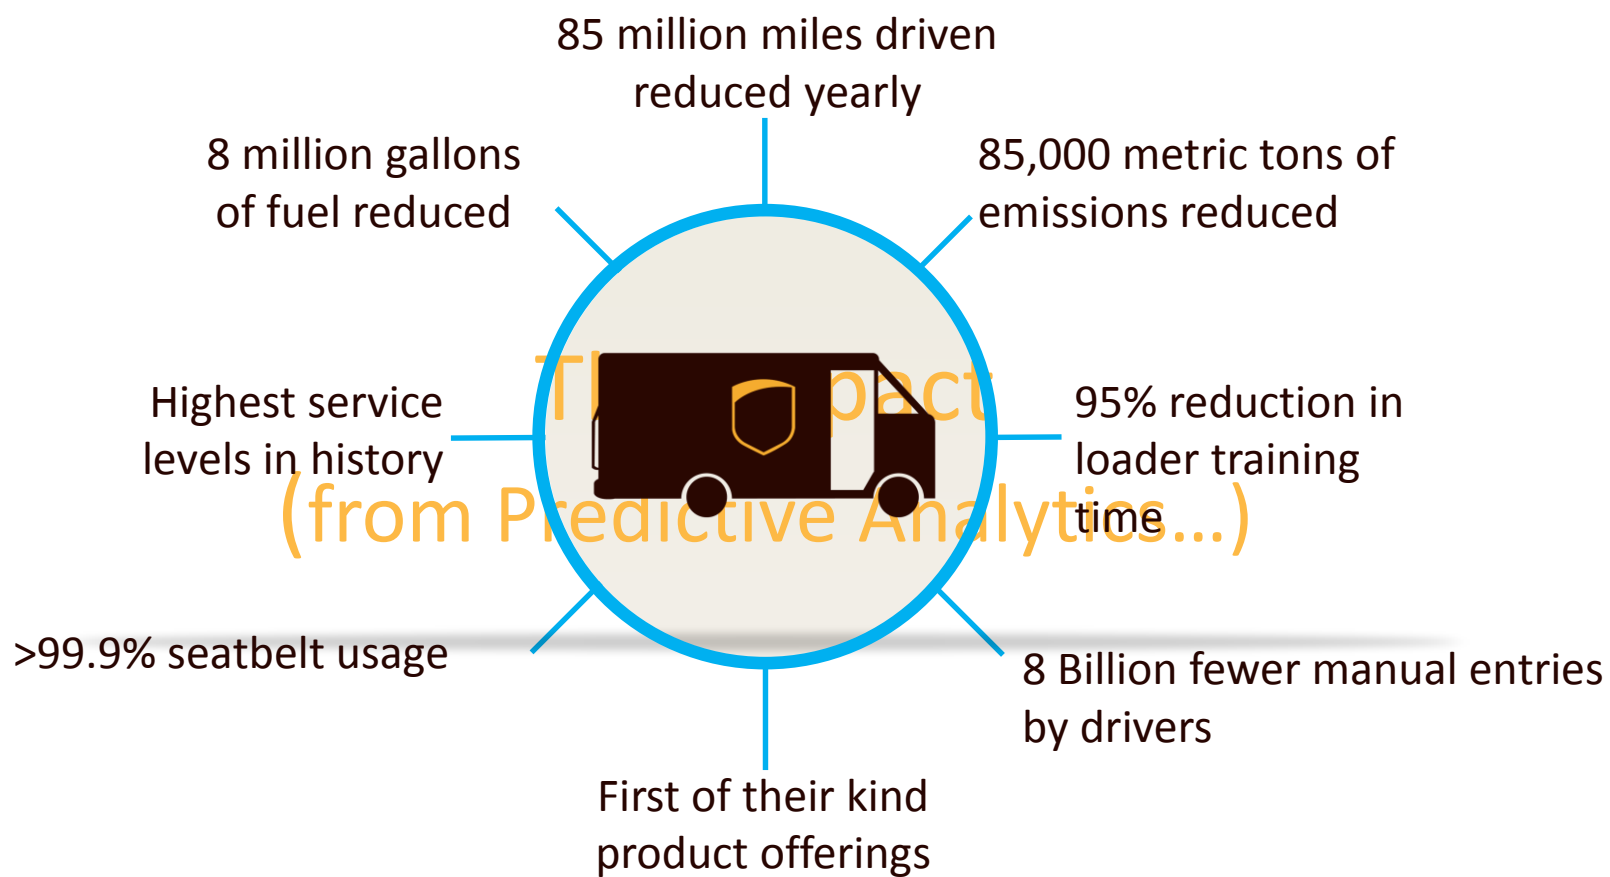 85 million miles driven
reduced yearly
8 million gallons
of fuel reduced
85,000 metric tons of
emissions reduced
Highest service
levels in history
95% reduction in
loader training
time
(from Predictive Analytics...)
>99.9% seatbelt usage
8 Billion fewer manual entries
by drivers
First of their kind
product offerings